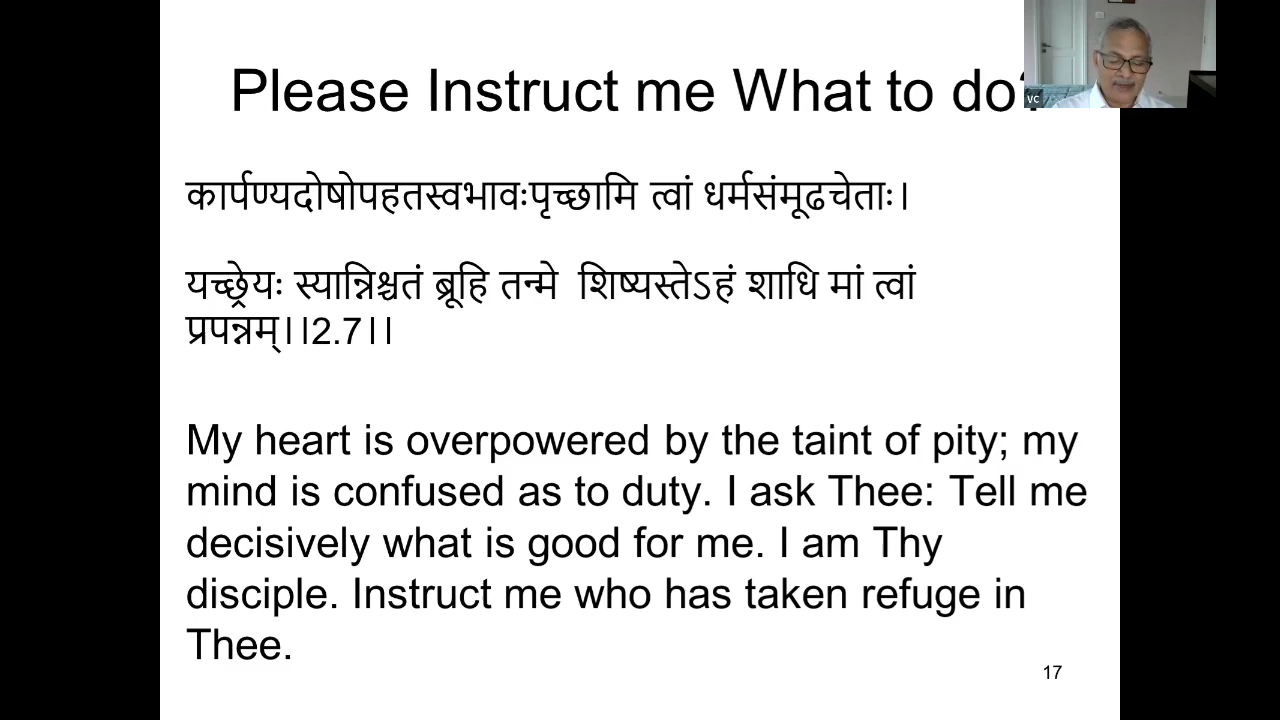 Please Instruct me What to do?
VC
कार्पण्यदोषोपहतस्वभावःपृच्छामि त्वां धर्मसंमूढचेताः।
यच्छ्रेयः स्यान्निश्चतं ब्रूहि तन्मे शिष्यस्तेऽहं शाधि मां त्वां
प्रपन्नम्।।2.7।।
My heart is overpowered by the taint of pity; my
mind is confused as to duty. I ask Thee: Tell me
decisively what is good for me. I am Thy
disciple. Instruct me who has taken refuge in
Thee.
17